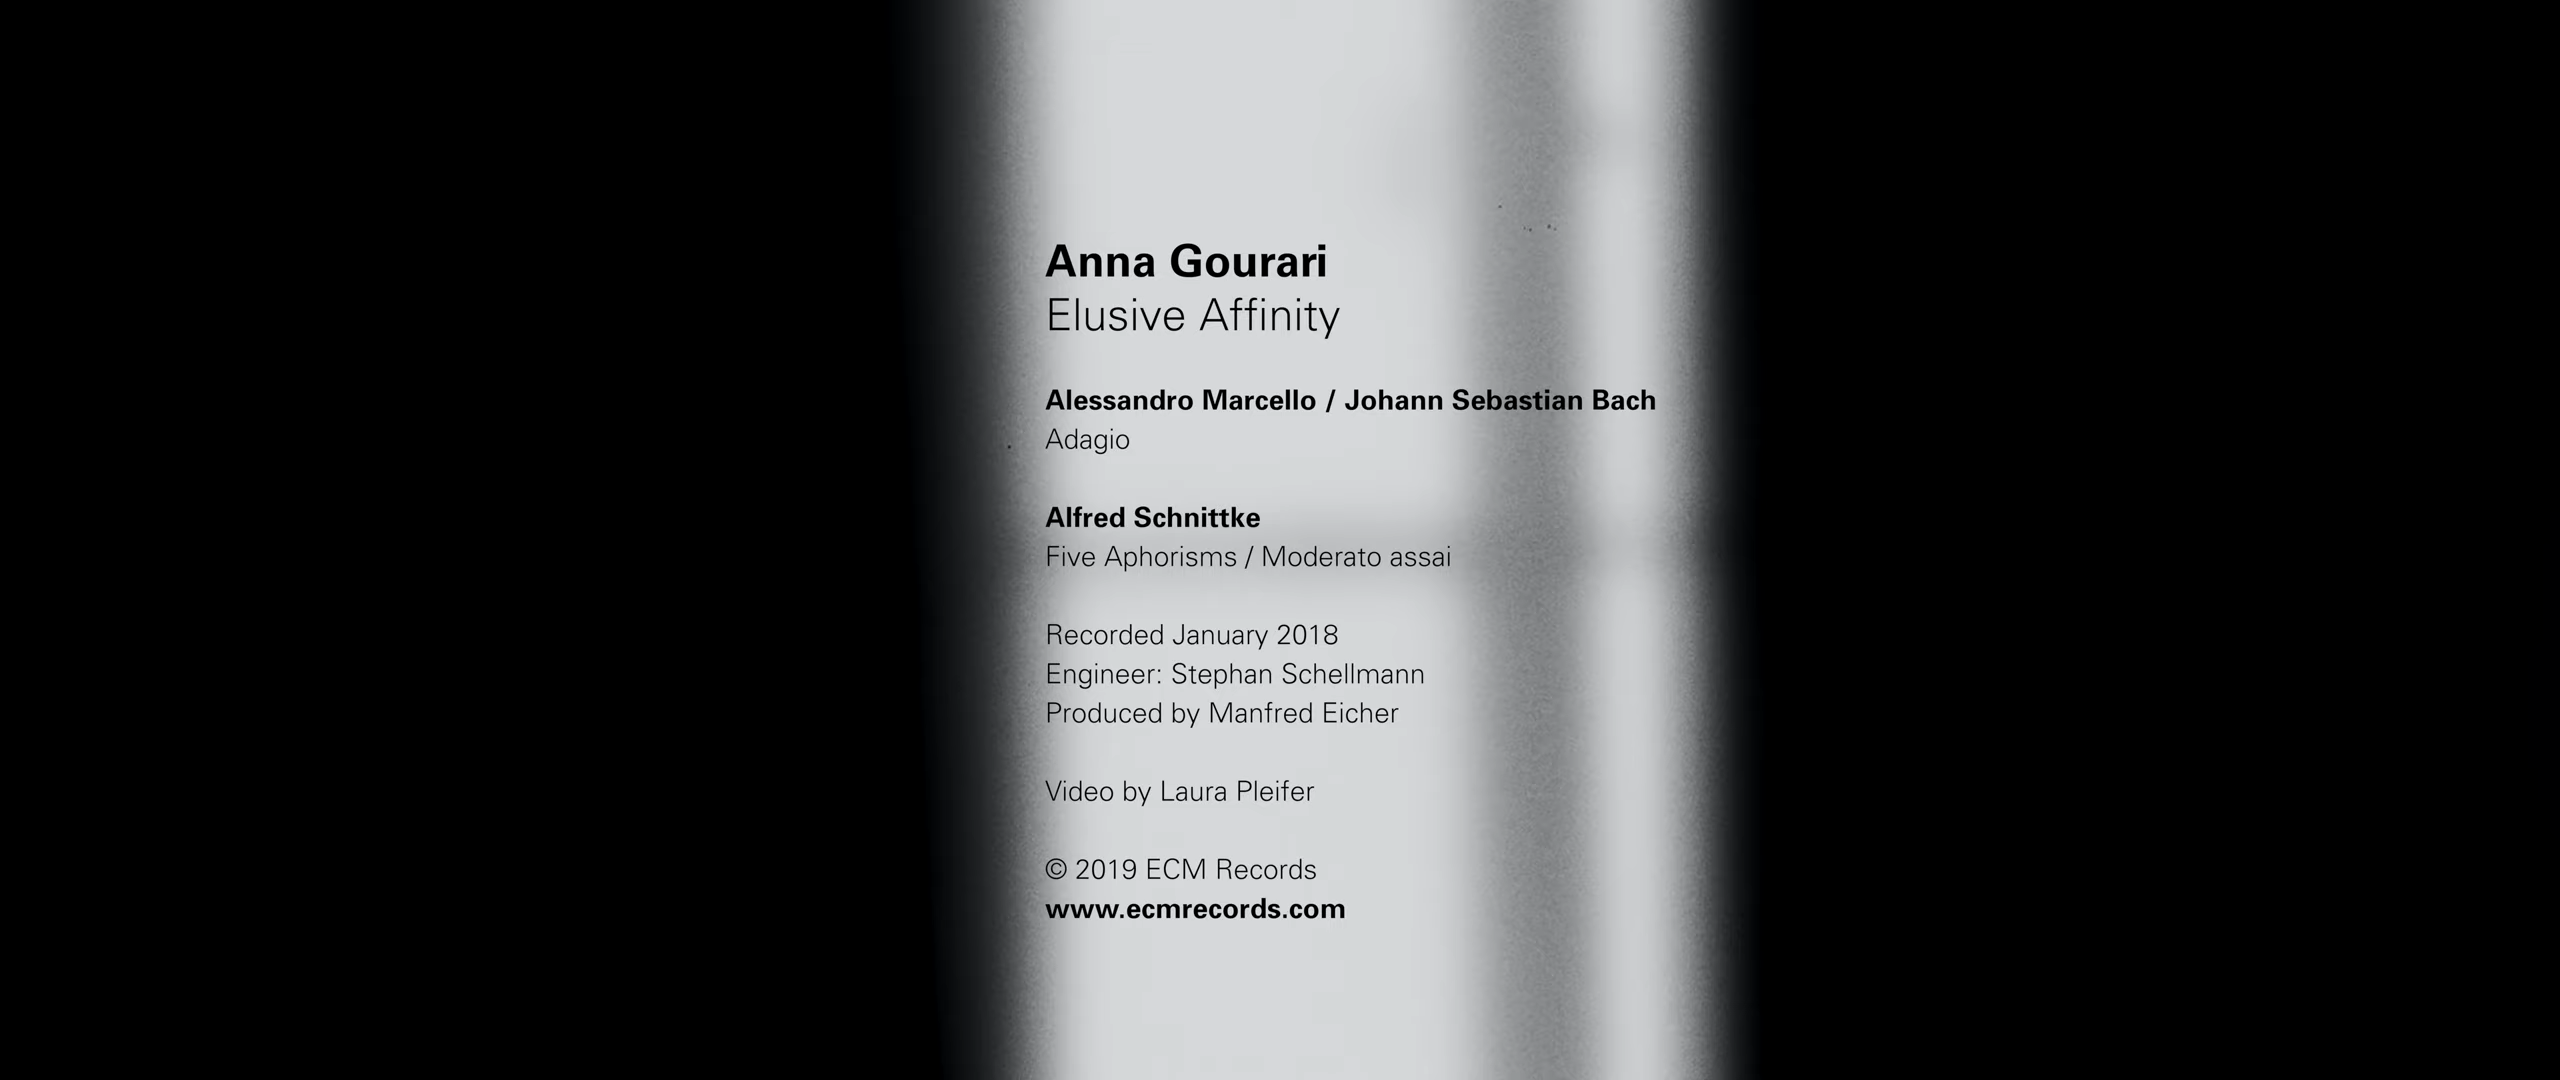 Anna Gourari
Elusive Affinity
Alessandro Marcello / Johann Sebastian Bach
Adagio
Alfred Schnittke
Five Aphorisms / Moderato assai
Recorded January 2018
Engineer: Stephan Schellmann
Produced by Manfred Eicher
Video by Laura Pleifer
© 2019 ECM Records
www.ecmrecords.com